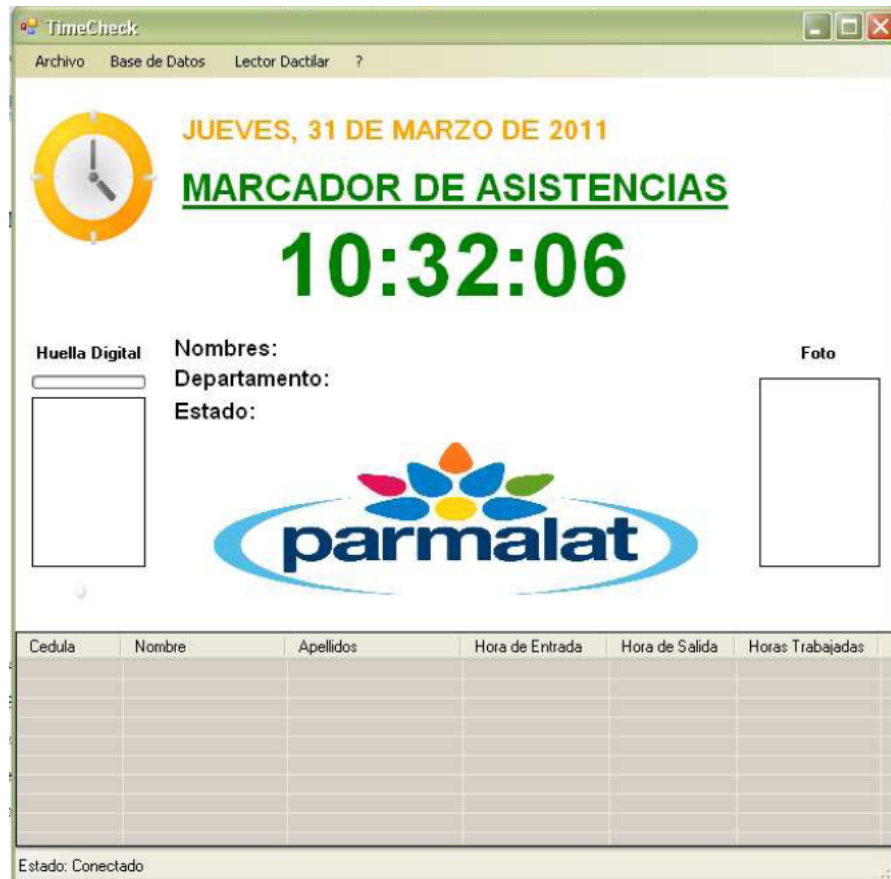 TimeCheck
Archivo Base de Datos Lector Dactilar ?
JUEVES, 31 DE MARZO DE 2011
MARCADOR DE ASISTENCIAS
10:32:06
Huella Digital
Nombres:
Departamento:
Estado:
Foto
parmalat
Cedula Nombre Apellidos Hora de Entrada Hora de Salida Horas Trabajadas
Estado: Conectado